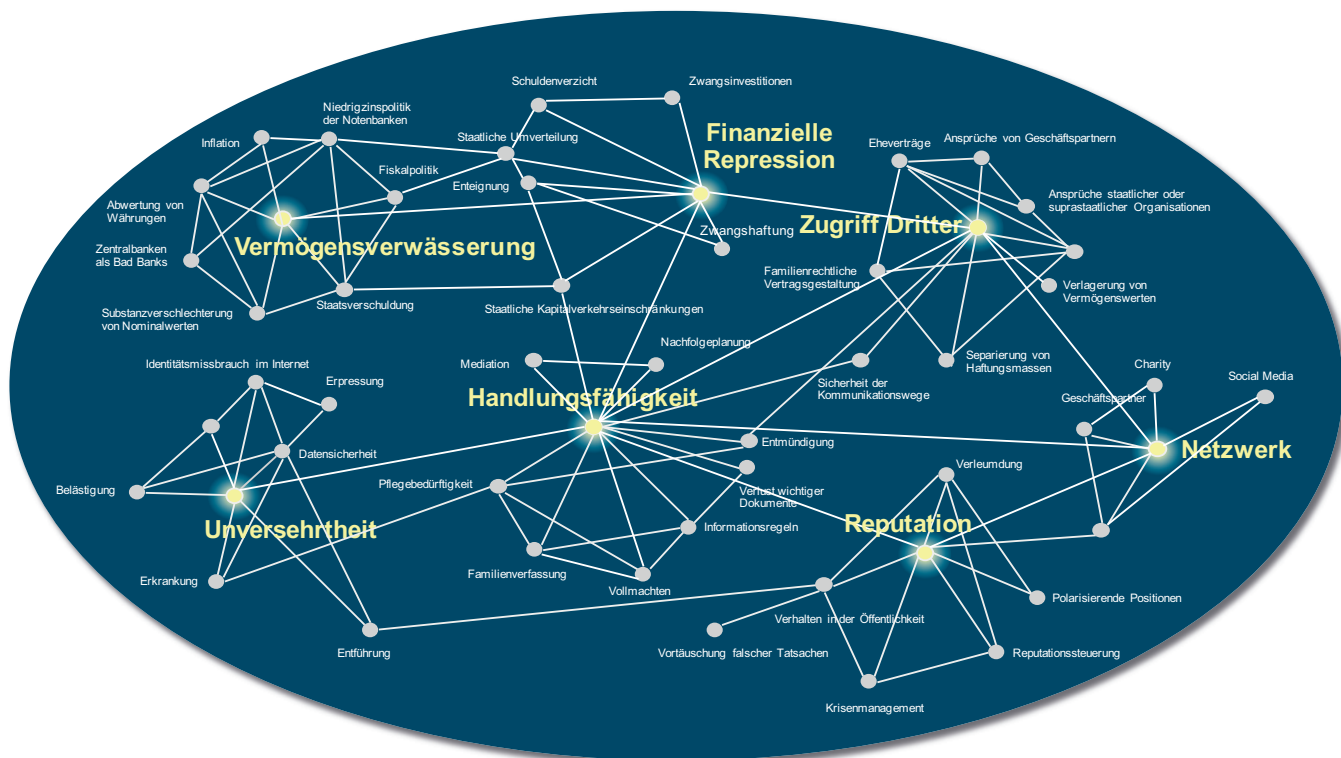 Schuldenverzicht
Zwangsinvestitionen
Niedrigzinspolitik
der Notenbanken
Inflation
Staatliche Umverteilung
Finanzielle
Repression
Eheverträge
Ansprüche von Geschäftspartnern
Fiskalpolitik
Enteignung
Abwertung von
Währungen
Ansprüche staatlicher oder
suprastaatlicher Organisationen
Zwangshaftung
Zugriff Dritter
Vermögensverwässerung
Zentralbanken
als Bad Banks
Familienrechtliche
Vertragsgestaltung
Verlagerung von
Vermögenswerten
Staatsverschuldung
Staatliche Kapitalverkehrseinschränkungen
Substanzverschlechterung
von Nominalwerten
Identitätsmissbrauch im Internet
Erpressung
Mediation
Nachfolgeplanung
Sicherheit der
Kommunikationswege
Separierung von
Haftungsmassen
Charity
Social Media
Handlungsfähigkeit
Geschäftspartner
Datensicherheit
Entmündigung
Netzwerk
Belästigung
Pflegebedürftigkeit
Verlust wichtiger
Dokumente
Verleumdung
Unversehrtheit
Informationsregeln
Reputation
Erkrankung
Familienverfassung
Vollmachten
Polarisierende Positionen
Verhalten in der Öffentlichkeit
Entführung
Vortäuschung falscher Tatsachen
Reputationssteuerung
Krisenmanagement